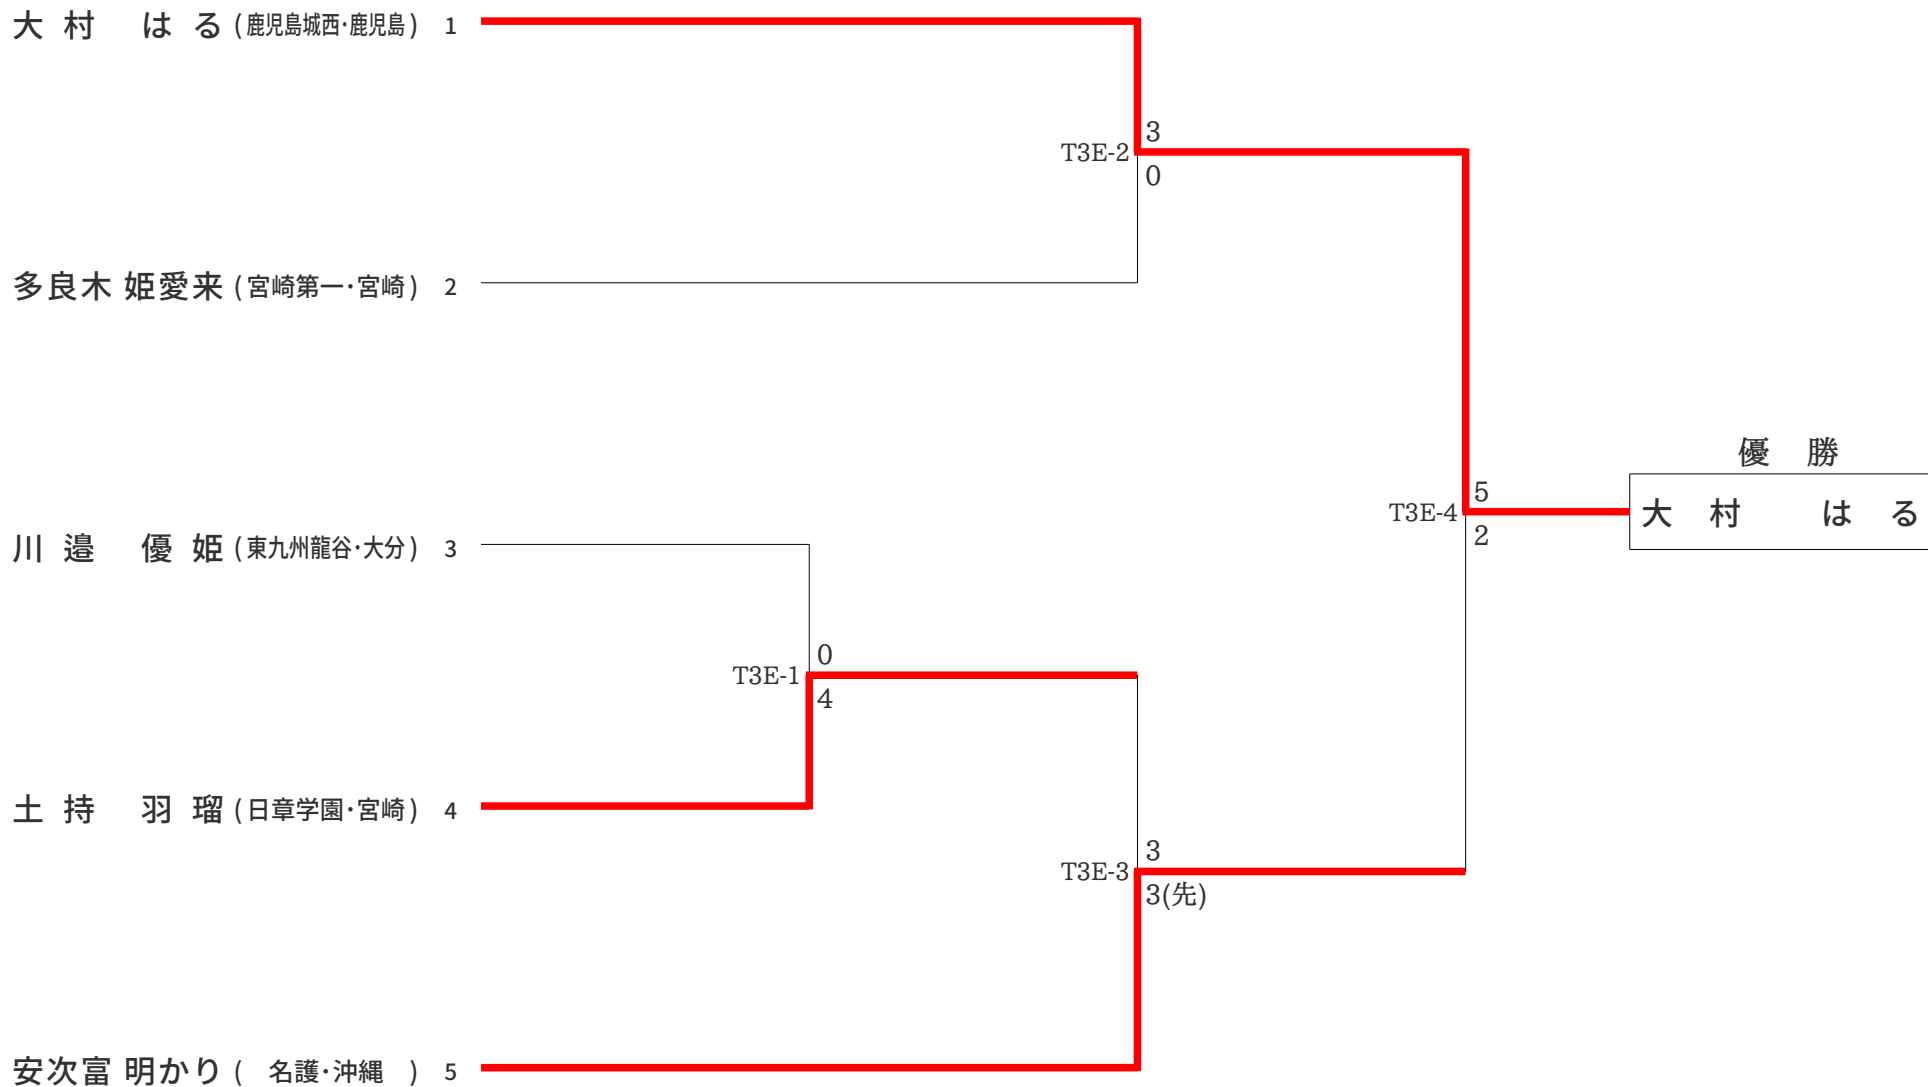 大村 はる (鹿児島城西・鹿児島) 1
3
T3E-2
0
多良木 姫愛来 (宮崎第一・宮崎) 2
優勝
大村 はる
5
T3E-4
2
川邉 優姫 (東九州龍谷・大分) 3
0
T3E-1
4
土持 羽瑠 (日章学園・宮崎) 4
3
T3E-3
3(先)
安次富 明かり ( 名護・沖縄 ) 5